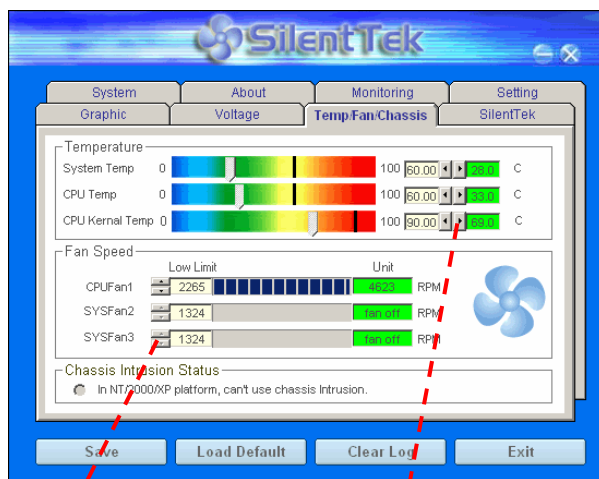 SilentTek
System About Monitoring Setting
Graphic Voltage Temp/Fan/Chassis SilentTek
Temperature
System Temp 0 100 60.00 28.0 C
CPU Temp 0 100 60.00 33.0 C
CPU Kernal Temp 0 100 90.00 69.0 C
Fan Speed
Low Limit Unit
CPUFan1 2265 4623 RPM
SYSFan2 1324 fan off RPM
SYSFan3 1324 fan off RPM
Chassis Intrusion Status
In NT/2000/XP platform, can't use chassis Intrusion.
Save Load Default Clear Log Exit